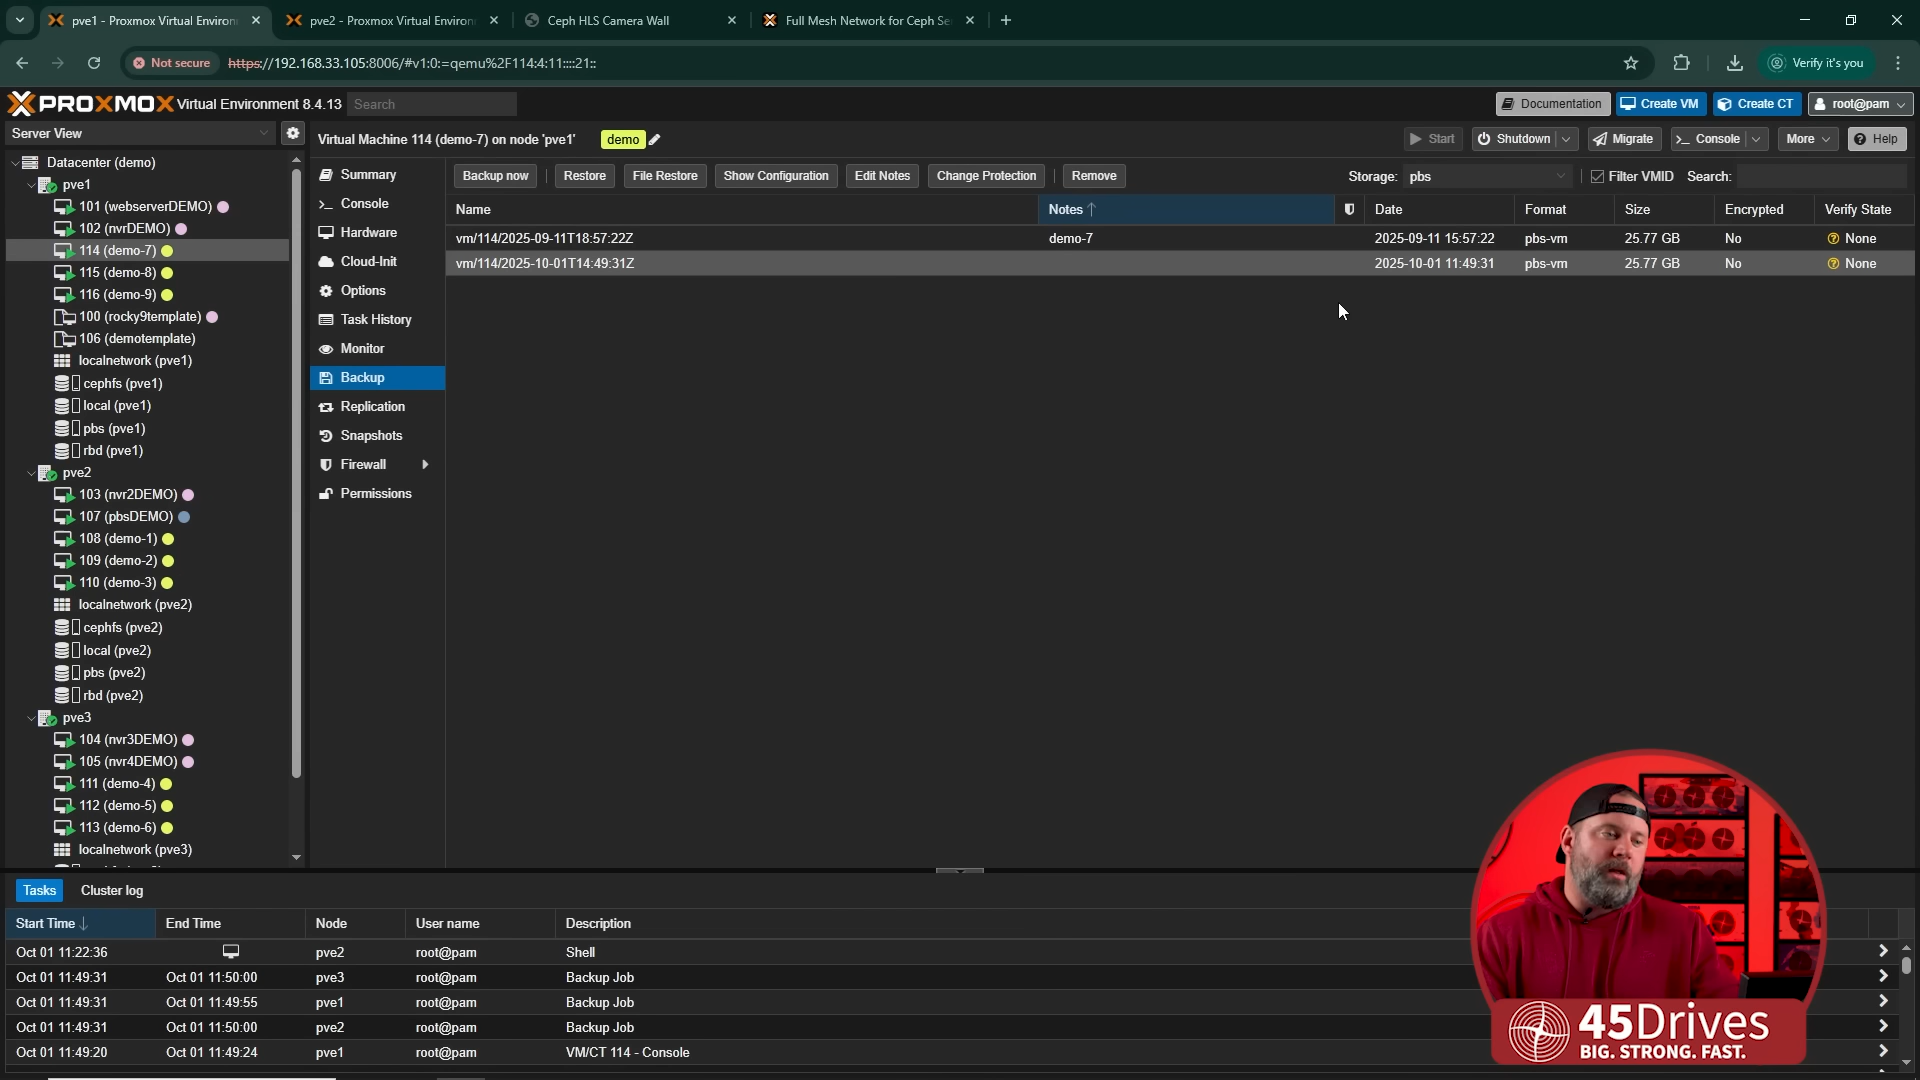 pve1 - Proxmox Virtual Environ
pve2 - Proxmox Virtual Environ
Ceph HLS Camera Wall
Full Mesh Network for Ceph Se
Not secure
https://192.168.33.105:8006/#v1:0:=qemu%2F114:4:11::::21::
Verify it's you
PROXMOX Virtual Environment 8.4.13
Search
Documentation
Create VM
Create CT
root@pam
Server View
Virtual Machine 114 (demo-7) on node 'pve1'
demo
Start
Shutdown
Migrate
Console
More
Help
Datacenter (demo)
pve1
101 (webserverDEMO)
102 (nvrDEMO)
114 (demo-7)
115 (demo-8)
116 (demo-9)
100 (rocky9template)
106 (demotemplate)
localnetwork (pve1)
cephfs (pve1)
local (pve1)
pbs (pve1)
rbd (pve1)
pve2
103 (nvr2DEMO)
107 (pbsDEMO)
108 (demo-1)
109 (demo-2)
110 (demo-3)
localnetwork (pve2)
cephfs (pve2)
local (pve2)
pbs (pve2)
rbd (pve2)
pve3
104 (nvr3DEMO)
105 (nvr4DEMO)
111 (demo-4)
112 (demo-5)
113 (demo-6)
localnetwork (pve3)
Summary
Console
Hardware
Cloud-Init
Options
Task History
Monitor
Backup
Replication
Snapshots
Firewall
Permissions
Backup now
Restore
File Restore
Show Configuration
Edit Notes
Change Protection
Remove
Storage: pbs
Filter VMID
Search:
Name Notes Date Format Size Encrypted Verify State
vm/114/2025-09-11T18:57:22Z demo-7 2025-09-11 15:57:22 pbs-vm 25.77 GB No None
vm/114/2025-10-01T14:49:31Z 2025-10-01 11:49:31 pbs-vm 25.77 GB No None
Tasks
Cluster log
Start Time End Time Node User name Description
Oct 01 11:22:36 pve2 root@pam Shell
Oct 01 11:49:31 Oct 01 11:50:00 pve3 root@pam Backup Job
Oct 01 11:49:31 Oct 01 11:49:55 pve1 root@pam Backup Job
Oct 01 11:49:31 Oct 01 11:50:00 pve2 root@pam Backup Job
Oct 01 11:49:20 Oct 01 11:49:24 pve1 root@pam VM/CT 114 - Console
45Drives
BIG. STRONG. FAST.